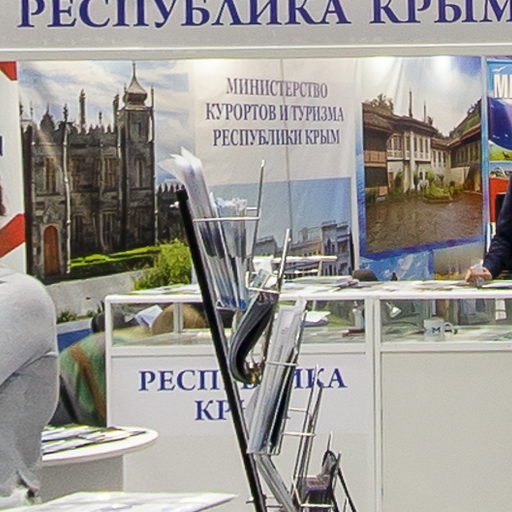 РЕСПУБЛИКА КРЫМ
МИНИСТЕРСТВО
КУРОРТОВ И ТУРИЗМА
РЕСПУБЛИКИ КРЫМ